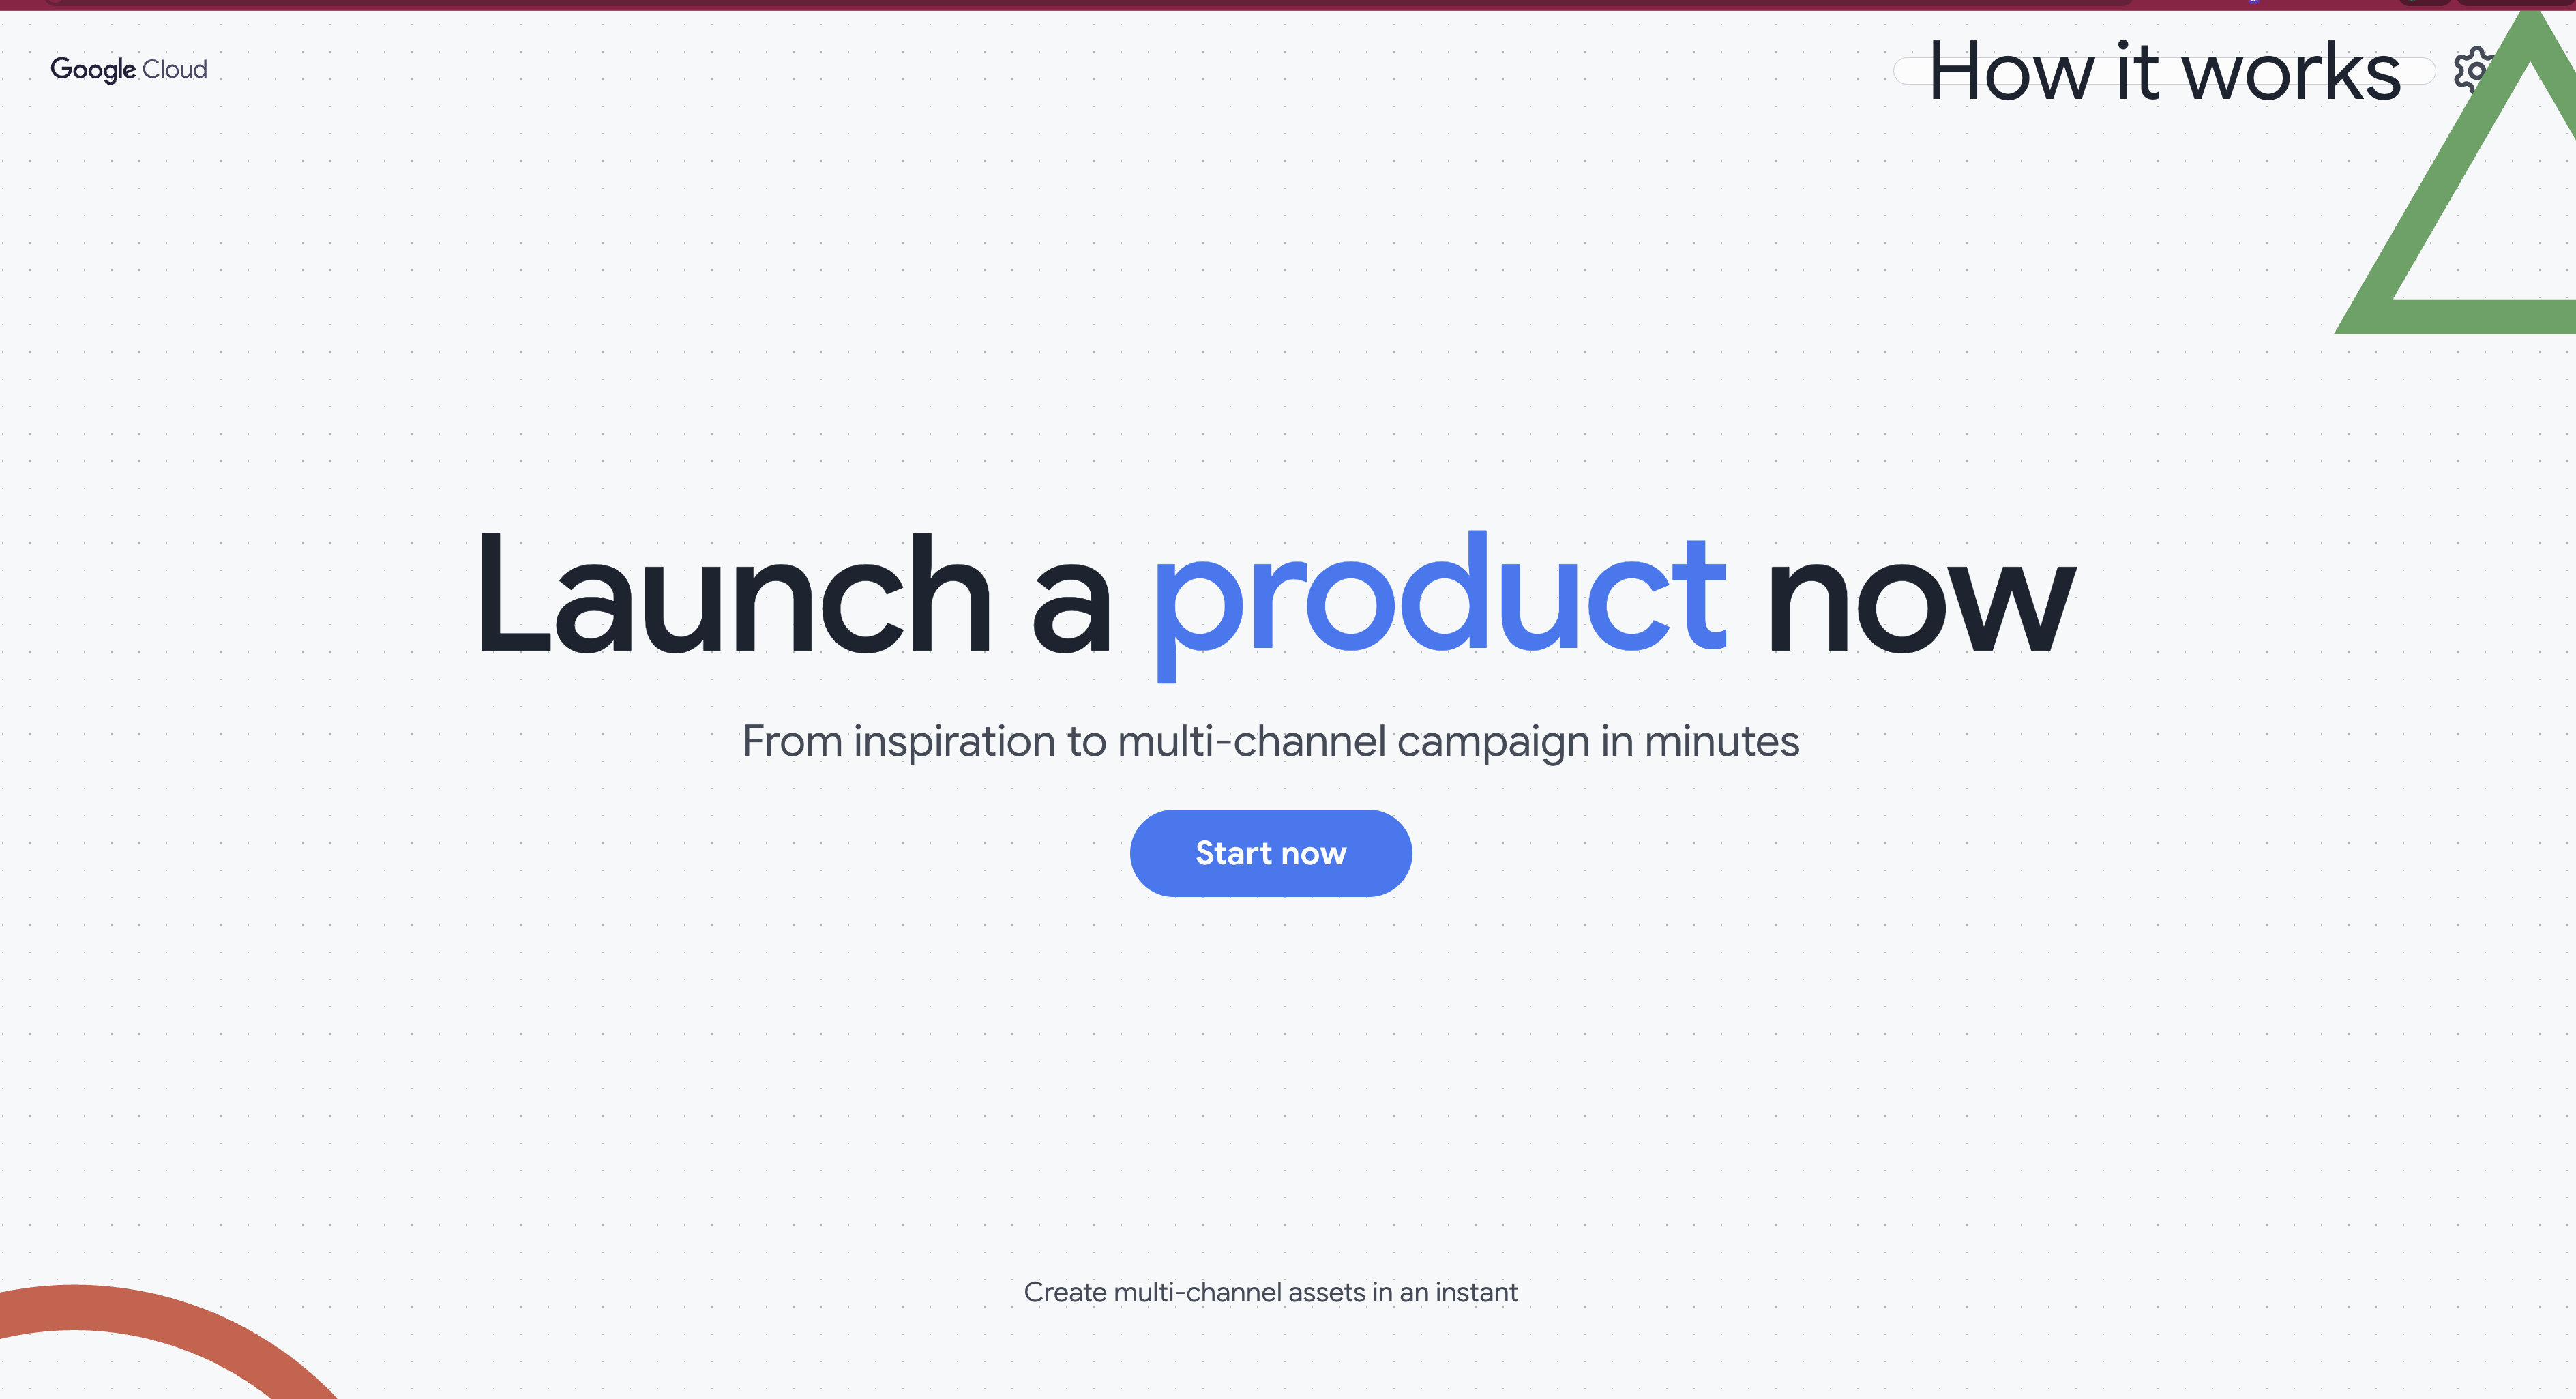 Google Cloud
How it works
Launch a product now
From inspiration to multi-channel campaign in minutes
Start now
Create multi-channel assets in an instant